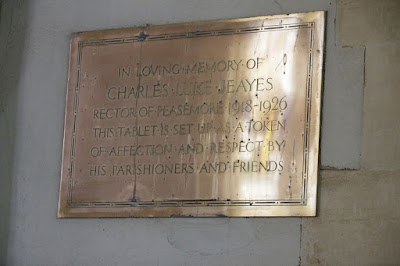 IN LOVING MEMORY OF
CHARLES LUKE JEAYES
RECTOR OF PEASEMORE 1918-1926
THIS TABLET IS SET UP AS A TOKEN
OF AFFECTION AND RESPECT BY
HIS PARISHIONERS AND FRIENDS